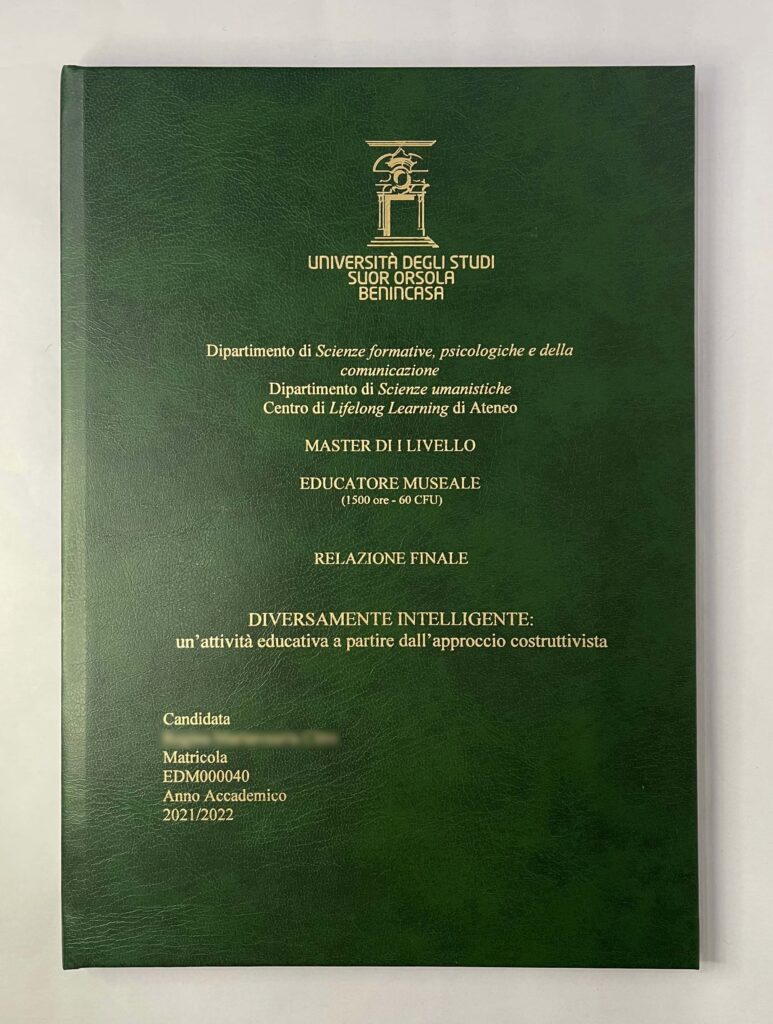 UNIVERSITÀ DEGLI STUDI
SUOR ORSOLA
BENINCASA
Dipartimento di Scienze formative, psicologiche e della
comunicazione
Dipartimento di Scienze umanistiche
Centro di Lifelong Learning di Ateneo
MASTER DI I LIVELLO
EDUCATORE MUSEALE
(1500 ore - 60 CFU)
RELAZIONE FINALE
DIVERSAMENTE INTELLIGENTE:
un’attività educativa a partire dall’approccio costruttivista
Candidata
Matricola
EDM000040
Anno Accademico
2021/2022